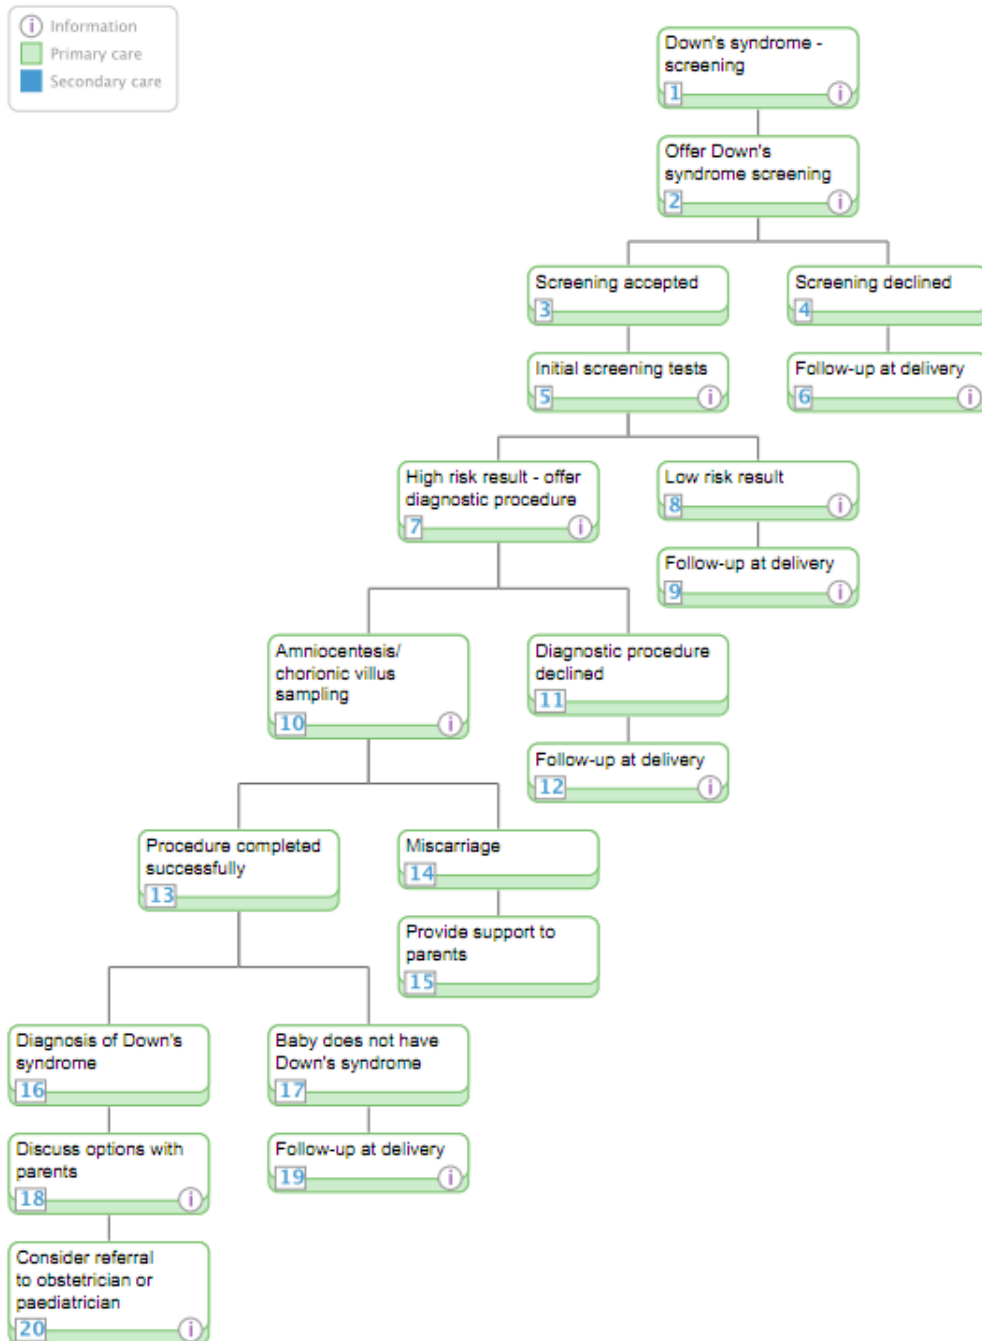 Information
Primary care
Secondary care
Down's syndrome -
screening
1
i
Offer Down's
syndrome screening
2
i
Screening accepted
3
Screening declined
4
Initial screening tests
5
i
Follow-up at delivery
6
i
High risk result - offer
diagnostic procedure
7
i
Low risk result
8
i
Follow-up at delivery
9
i
Amniocentesis/
chorionic villus
sampling
10
i
Diagnostic procedure
declined
11
Follow-up at delivery
12
i
Procedure completed
successfully
13
Miscarriage
14
Provide support to
parents
15
Diagnosis of Down's
syndrome
16
Baby does not have
Down's syndrome
17
Discuss options with
parents
18
i
Follow-up at delivery
19
i
Consider referral
to obstetrician or
paediatrician
20
i